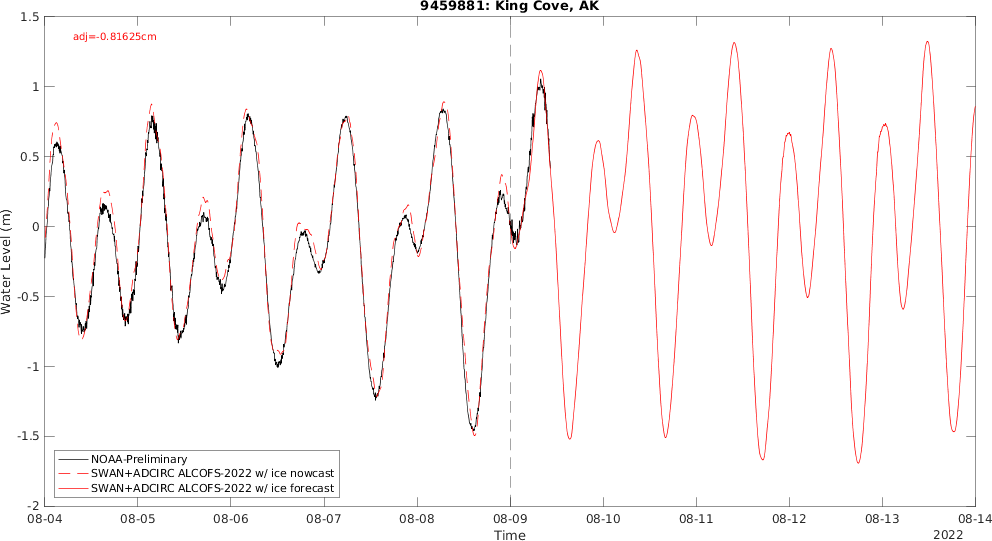 9459881: King Cove, AK
adj=-0.81625cm
Water Level (m)
1.5
1
0.5
0
-0.5
-1
-1.5
-2
NOAA-Preliminary
SWAN+ADCIRC ALCOFS-2022 w/ ice nowcast
SWAN+ADCIRC ALCOFS-2022 w/ ice forecast
08-04 08-05 08-06 08-07 08-08 08-09 08-10 08-11 08-12 08-13 08-14
Time
2022